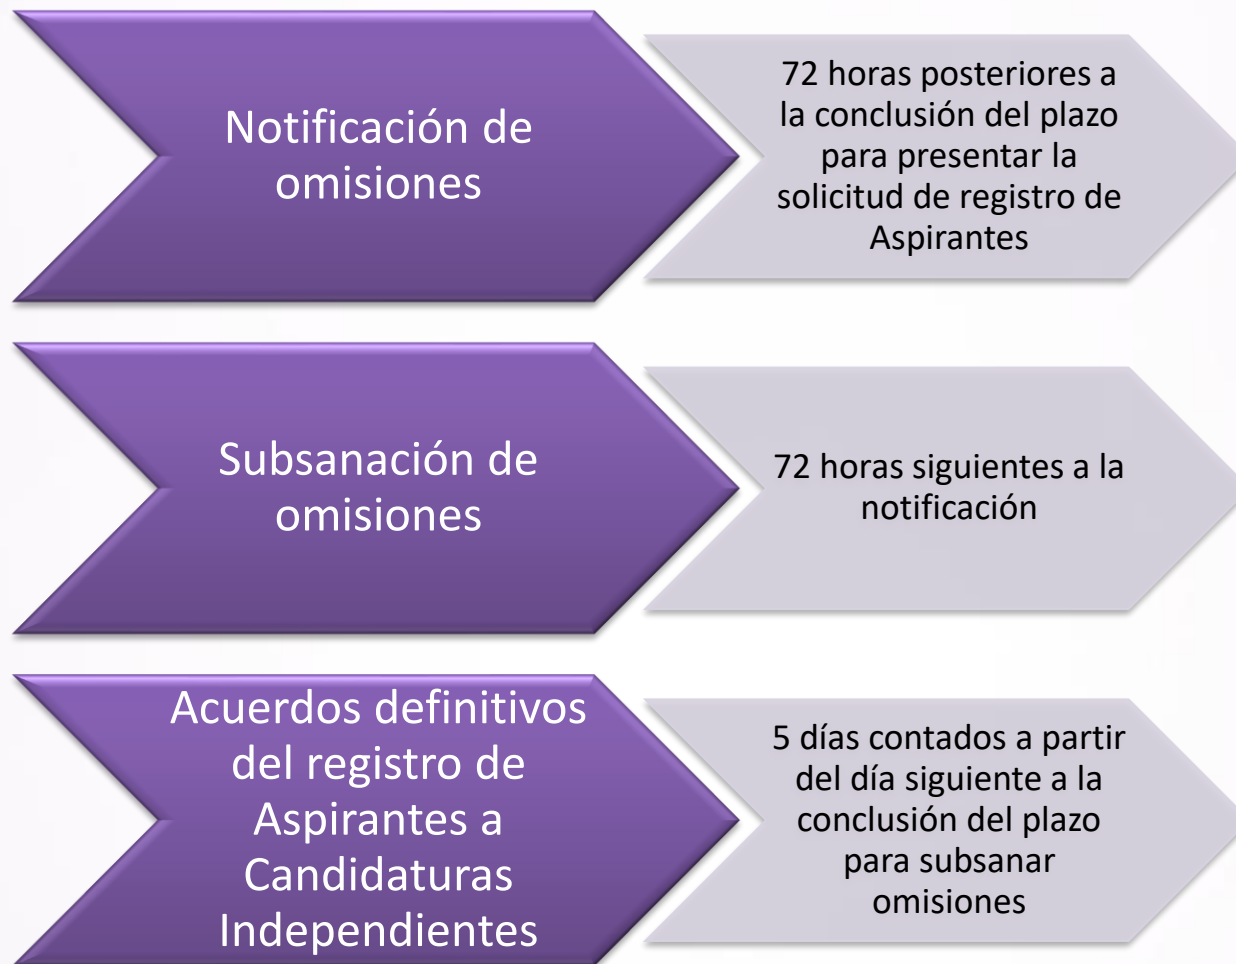 Notificación de
omisiones
72 horas posteriores a
la conclusión del plazo
para presentar la
solicitud de registro de
Aspirantes
Subsanación de
omisiones
72 horas siguientes a la
notificación
Acuerdos definitivos
del registro de
Aspirantes a
Candidaturas
Independientes
5 días contados a partir
del día siguiente a la
conclusión del plazo
para subsanar
omisiones